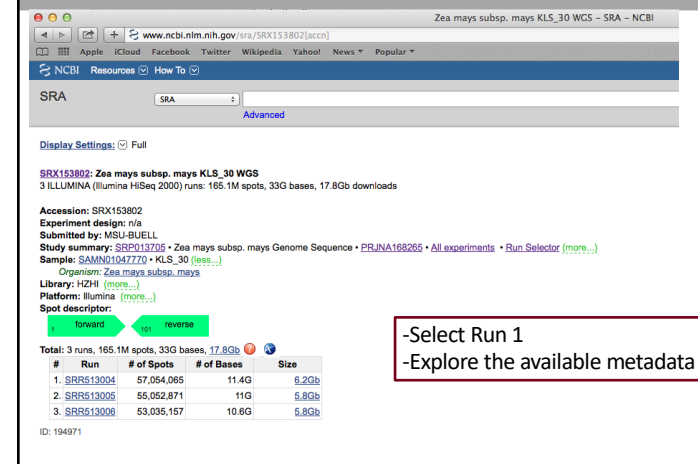 Zea mays subsp. mays KLS_30 WGS – SRA – NCBI
www.ncbi.nlm.nih.gov/sra/SRX153802[accn]
Apple iCloud Facebook Twitter Wikipedia Yahoo! News Popular
NCBI Resources How To
SRA SRA
Advanced
Display Settings: Full
SRX153802: Zea mays subsp. mays KLS_30 WGS
3 ILLUMINA (Illumina HiSeq 2000) runs: 165.1M spots, 33G bases, 17.8Gb downloads
Accession: SRX153802
Experiment design: n/a
Submitted by: MSU-BUELL
Study summary: SRP013705 • Zea mays subsp. mays Genome Sequence • PRJNA168265 • All experiments • Run Selector (more...)
Sample: SAMN01047770 • KLS_30 (less...)
Organism: Zea mays subsp. mays
Library: HZHI (more...)
Platform: Illumina (more...)
Spot descriptor:
1 forward 101 reverse
Total: 3 runs, 165.1M spots, 33G bases, 17.8Gb
# Run # of Spots # of Bases Size
1. SRR513004 57,054,065 11.4G 6.2Gb
2. SRR513005 55,052,871 11G 5.8Gb
3. SRR513006 53,035,157 10.6G 5.8Gb
ID: 194971
-Select Run 1
-Explore the available metadata